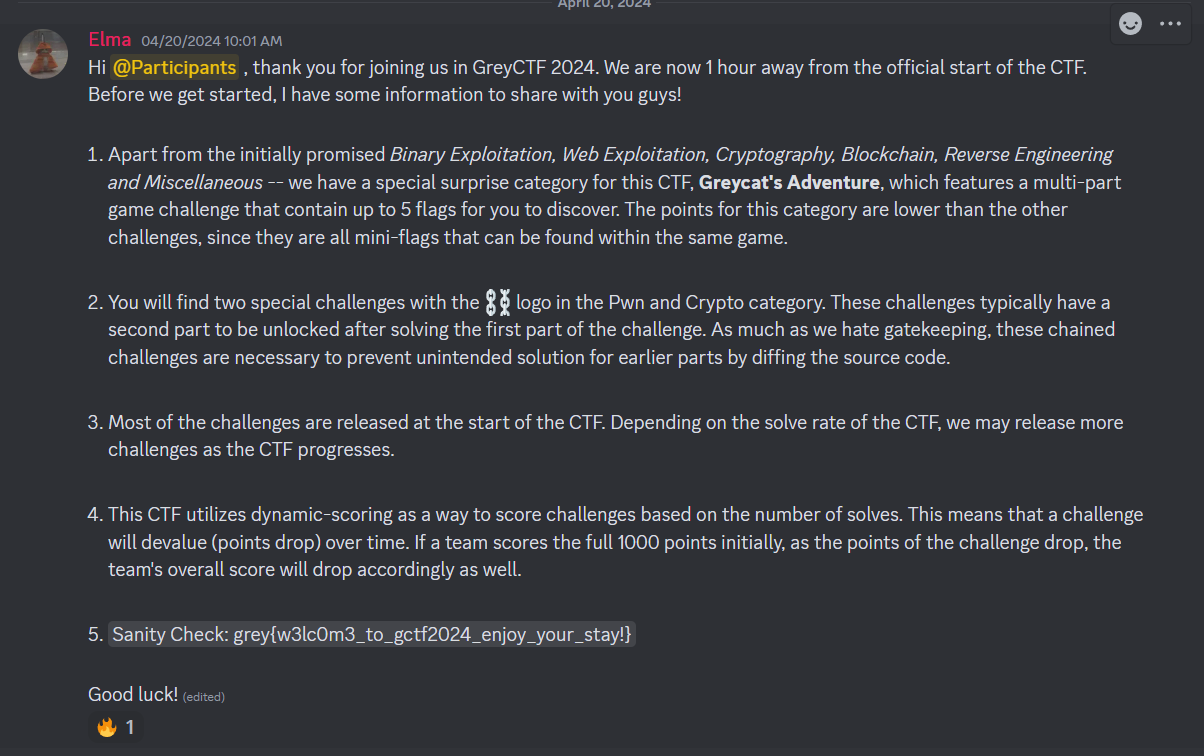 April 20, 2024
Elma 04/20/2024 10:01 AM
Hi @Participants , thank you for joining us in GreyCTF 2024. We are now 1 hour away from the official start of the CTF.
Before we get started, I have some information to share with you guys!
1. Apart from the initially promised Binary Exploitation, Web Exploitation, Cryptography, Blockchain, Reverse Engineering
and Miscellaneous -- we have a special surprise category for this CTF, Greycat's Adventure, which features a multi-part
game challenge that contain up to 5 flags for you to discover. The points for this category are lower than the other
challenges, since they are all mini-flags that can be found within the same game.
2. You will find two special challenges with the ⛓️ logo in the Pwn and Crypto category. These challenges typically have a
second part to be unlocked after solving the first part of the challenge. As much as we hate gatekeeping, these chained
challenges are necessary to prevent unintended solution for earlier parts by diffing the source code.
3. Most of the challenges are released at the start of the CTF. Depending on the solve rate of the CTF, we may release more
challenges as the CTF progresses.
4. This CTF utilizes dynamic-scoring as a way to score challenges based on the number of solves. This means that a challenge
will devalue (points drop) over time. If a team scores the full 1000 points initially, as the points of the challenge drop, the
team's overall score will drop accordingly as well.
5. Sanity Check: grey{w3lc0m3_to_gctf2024_enjoy_your_stay!}
Good luck! (edited)
🔥 1